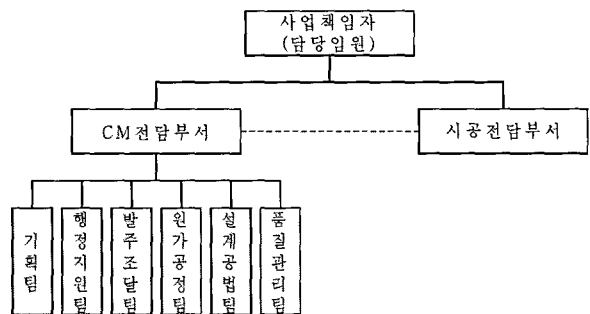 사업책임자
(담당임원)
CM전담부서
시공전담부서
기획팀
행정지원팀
발주조달팀
원가공정팀
설계공법팀
품질관리팀